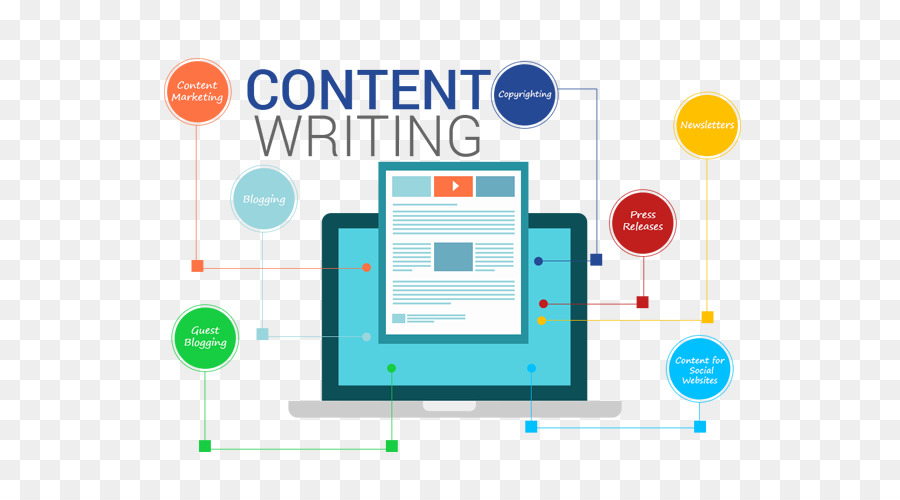 CONTENT
WRITING
Content
Marketing
Copyrighting
Newsletters
Blogging
Press
Releases
Guest
Blogging
Content for
Social
Websites